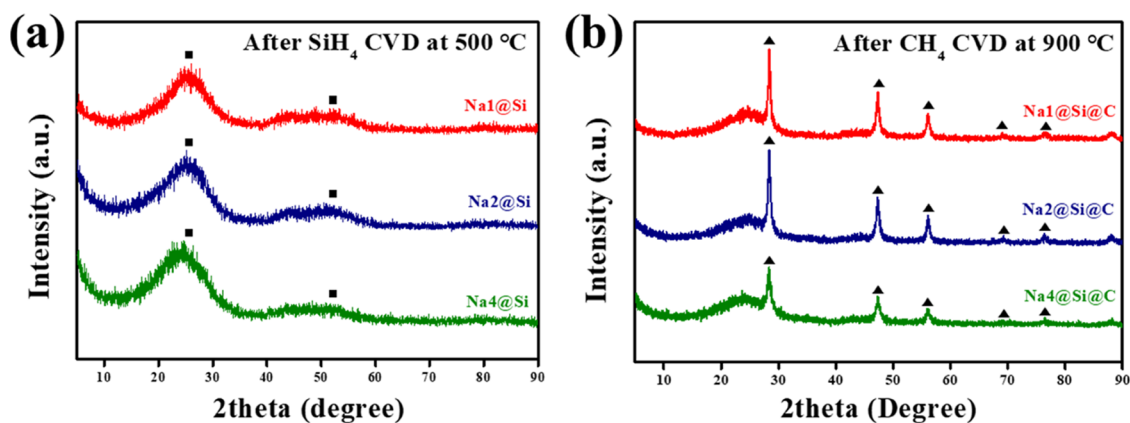 (a)
After SiH4 CVD at 500 °C
Na1@Si
Na2@Si
Na4@Si
Intensity (a.u.)
10 20 30 40 50 60 70 80 90
2theta (degree)
(b)
After CH4 CVD at 900 °C
Na1@Si@C
Na2@Si@C
Na4@Si@C
Intensity (a.u.)
10 20 30 40 50 60 70 80 90
2theta (Degree)